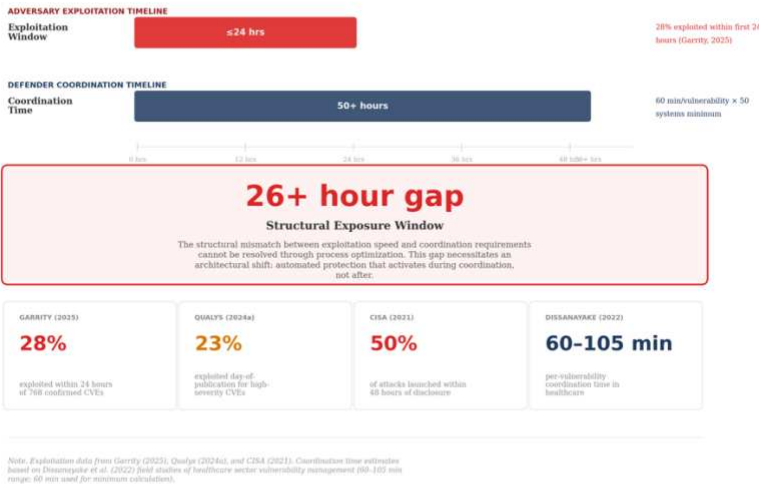 ADVERSARY EXPLOITATION TIMELINE
Exploitation
Window
≤24 hrs
28% exploited within first 24
hours (Garrity, 2025)
DEFENDER COORDINATION TIMELINE
Coordination
Time
50+ hours
60 min/vulnerability × 50
systems minimum
0 hrs 12 hrs 24 hrs 36 hrs 48 hrs
26+ hour gap
Structural Exposure Window
The structural mismatch between exploitation speed and coordination requirements
cannot be resolved through process optimization. This gap necessitates an
architectural shift: automated protection that activates during coordination,
not after.
GARRITY (2025)
28%
exploited within 24 hours
of 768 confirmed CVEs
QUALYS (2024a)
23%
exploited day-of-
publication for high-
severity CVEs
CISA (2021)
50%
of attacks launched within
48 hours of disclosure
DISSANAYAKE (2022)
60–105 min
per-vulnerability
coordination time in
healthcare
Note. Exploitation data from Garrity (2025), Qualys (2024a), and CISA (2021). Coordination time estimates
based on Dissanayake et al. (2022) field studies of healthcare sector vulnerability management (60–105 min
range; 60 min used for minimum calculation).